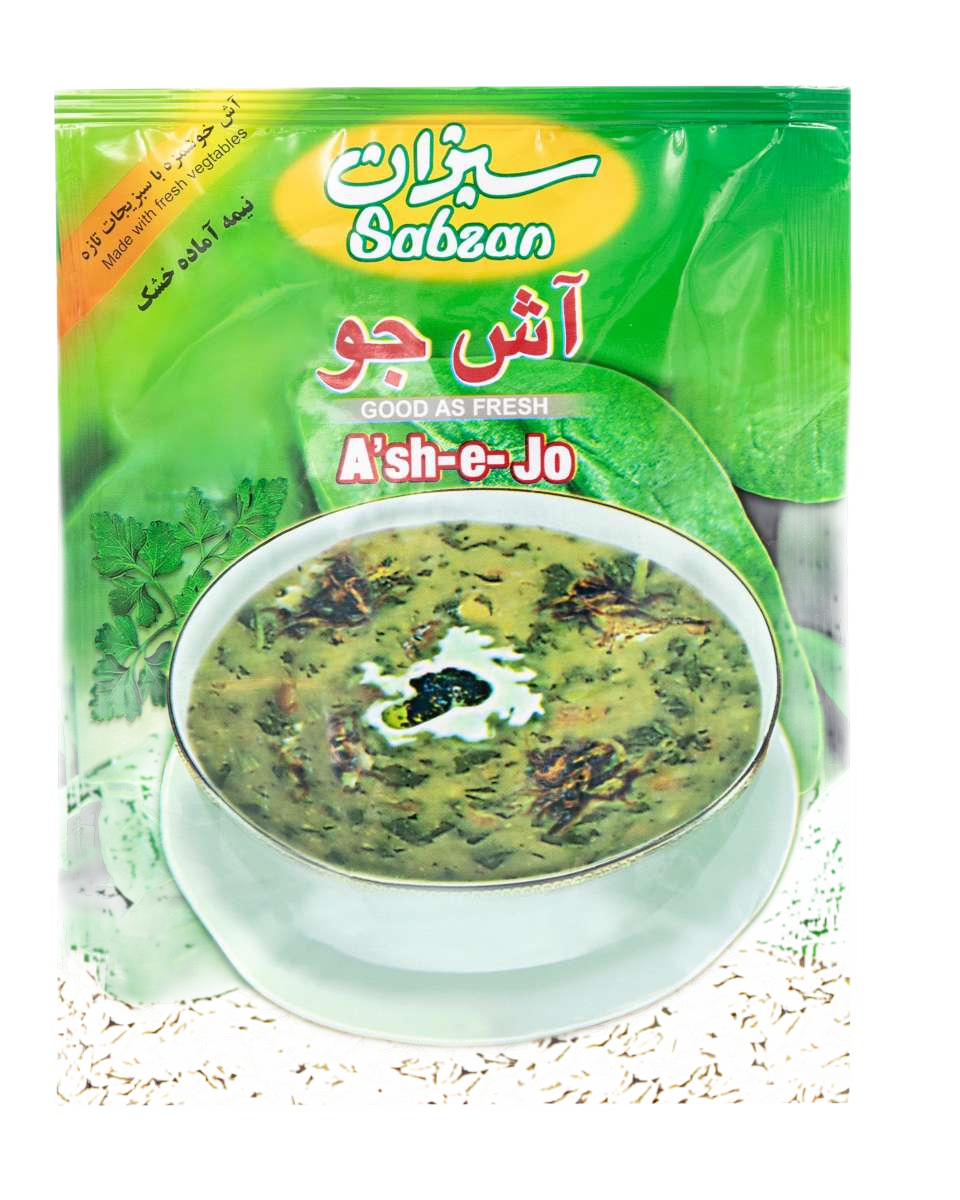 آش خوشمزه با سبزیجات تازه
Made with fresh vegtables
نیمه آماده خشک
سبزان
Sabzan
آش جو
GOOD AS FRESH
A'sh-e-Jo